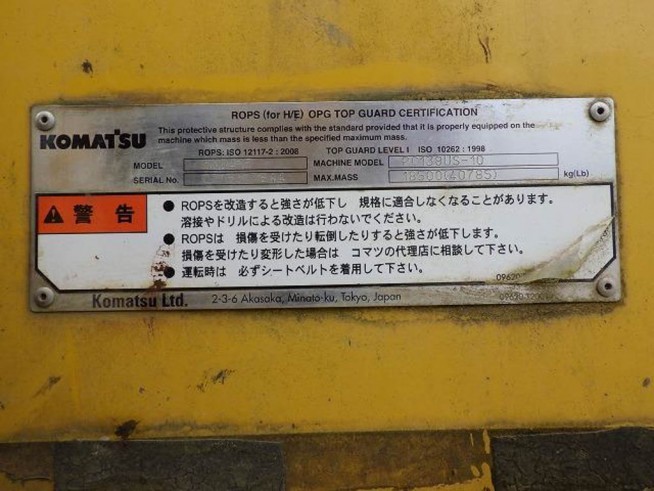 ROPS (for H/E) OPG TOP GUARD CERTIFICATION
KOMATSU
This protective structure complies with the standard provided that it is properly equipped on the
machine which mass is less than the specified maximum mass.
ROPS: ISO 12117-2 : 2008 TOP GUARD LEVEL I ISO 10262 : 1998
MODEL MACHINE MODEL PC138US-10
SERIAL No. MAX.MASS 18500(40785) kg(Lb)
警告
● ROPSを改造すると強さが低下し 規格に適合しなくなることがあります。
溶接やドリルによる改造は行わないでください。
● ROPSは 損傷を受けたり転倒したりすると強さが低下します。
損傷を受けたり変形した場合は コマツの代理店に相談して下さい。
● 運転時は 必ずシートベルトを着用して下さい。
Komatsu Ltd. 2-3-6 Akasaka, Minato-ku, Tokyo, Japan